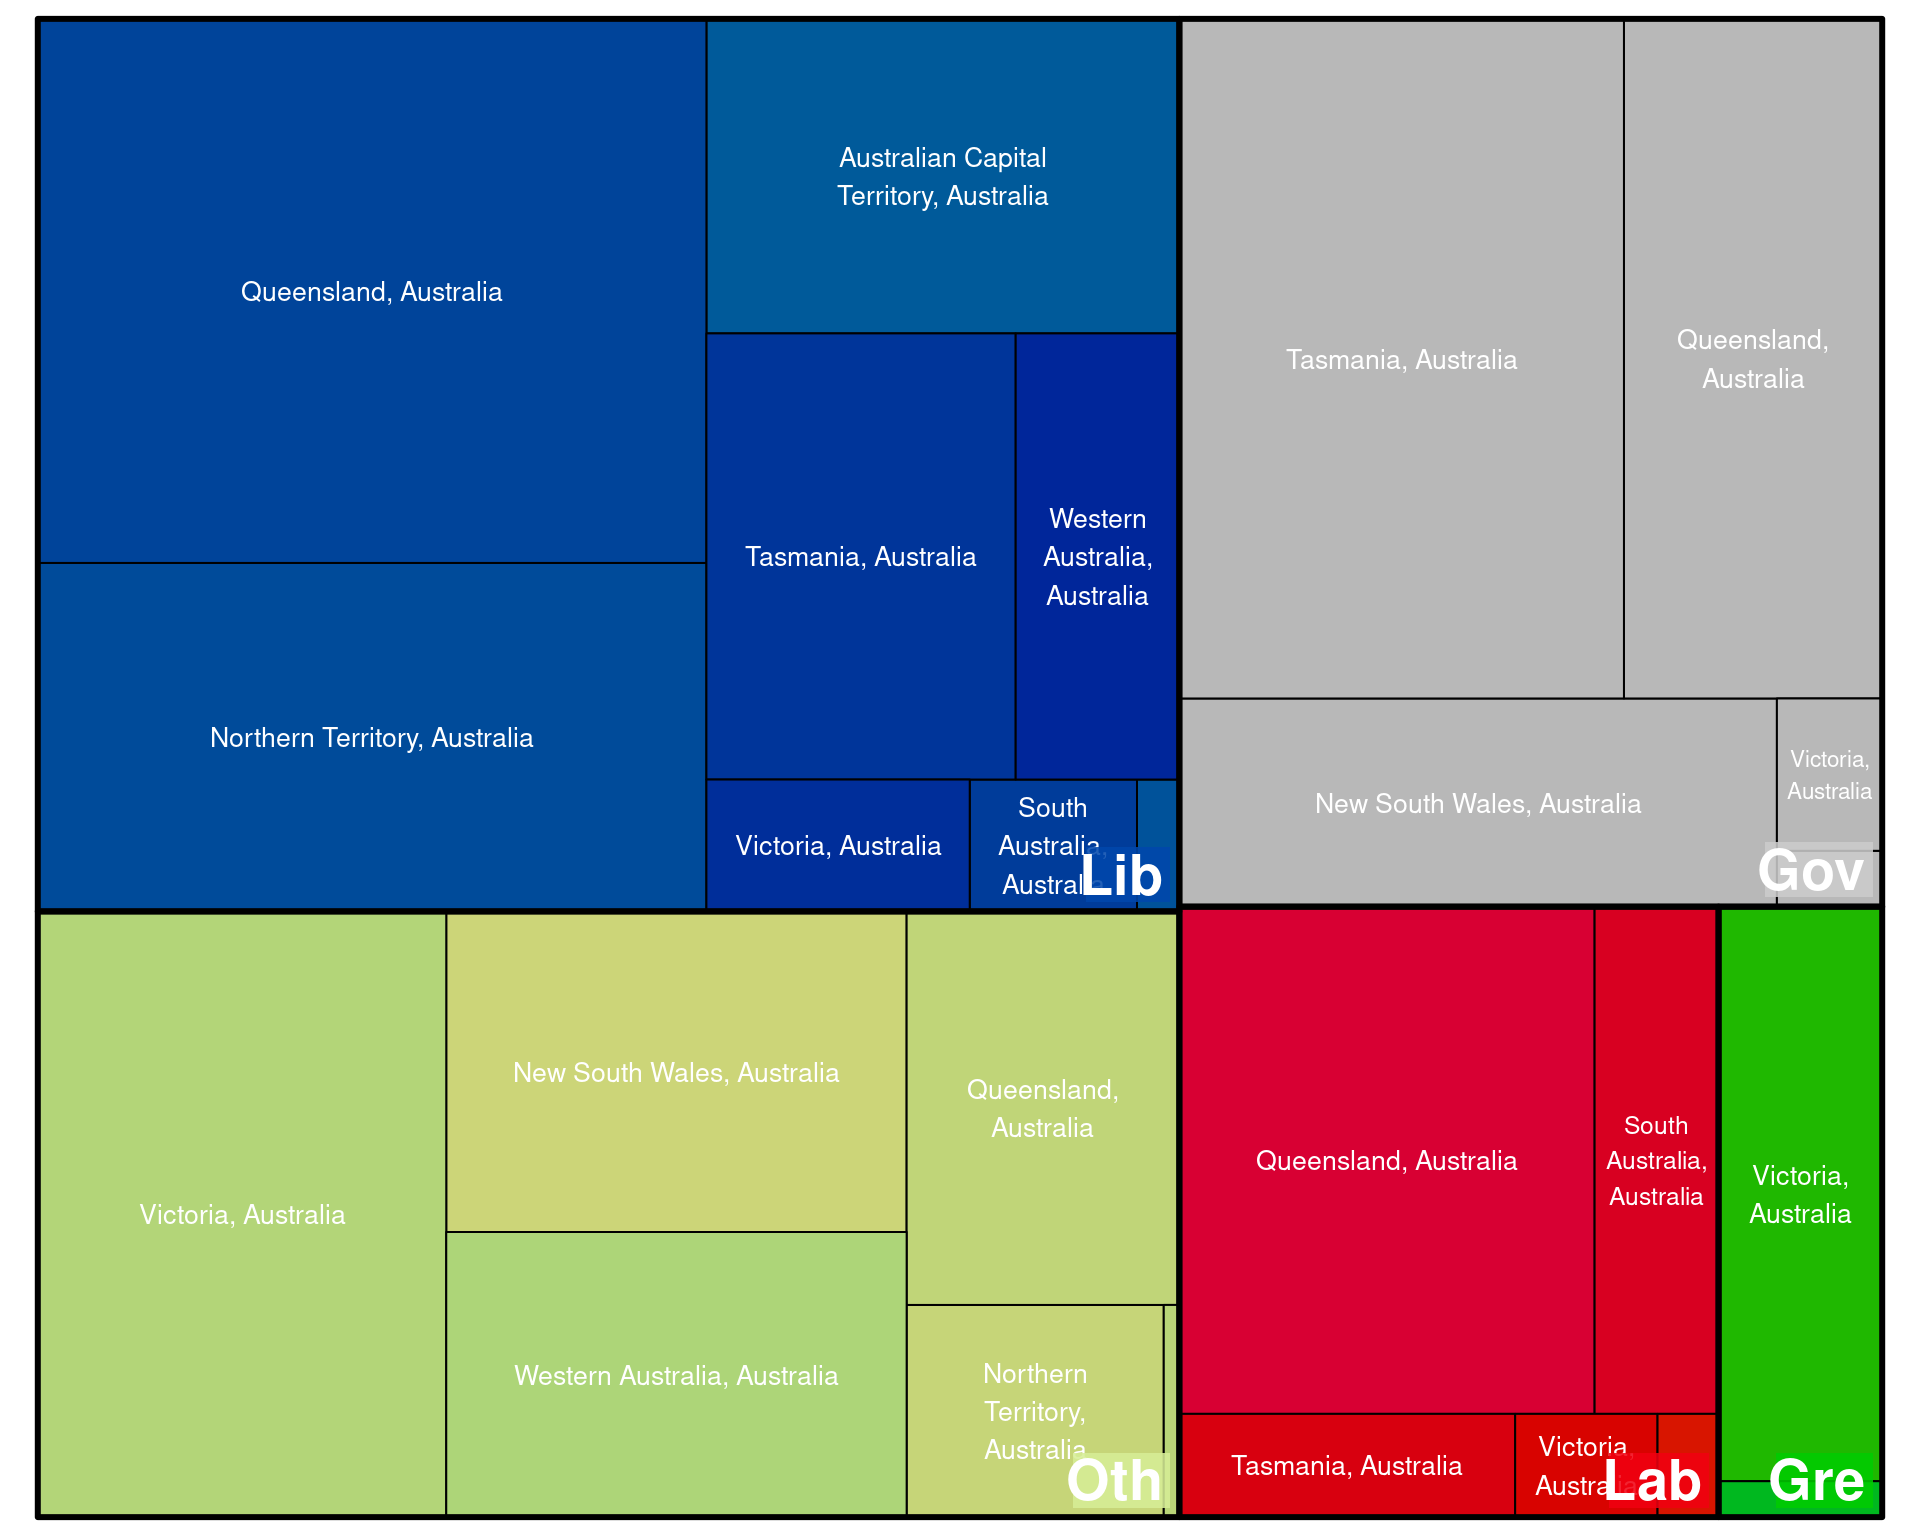 Queensland, Australia
Northern Territory, Australia
Australian Capital
Territory, Australia
Tasmania, Australia
Western
Australia,
Australia
Victoria, Australia
South
Australia,
Australia
Lib
Tasmania, Australia
Queensland,
Australia
New South Wales, Australia
Victoria,
Australia
Gov
Victoria, Australia
New South Wales, Australia
Western Australia, Australia
Queensland,
Australia
Northern
Territory,
Australia
Oth
Queensland, Australia
South
Australia,
Australia
Tasmania, Australia
Victoria,
Australia
Lab
Victoria,
Australia
Gre